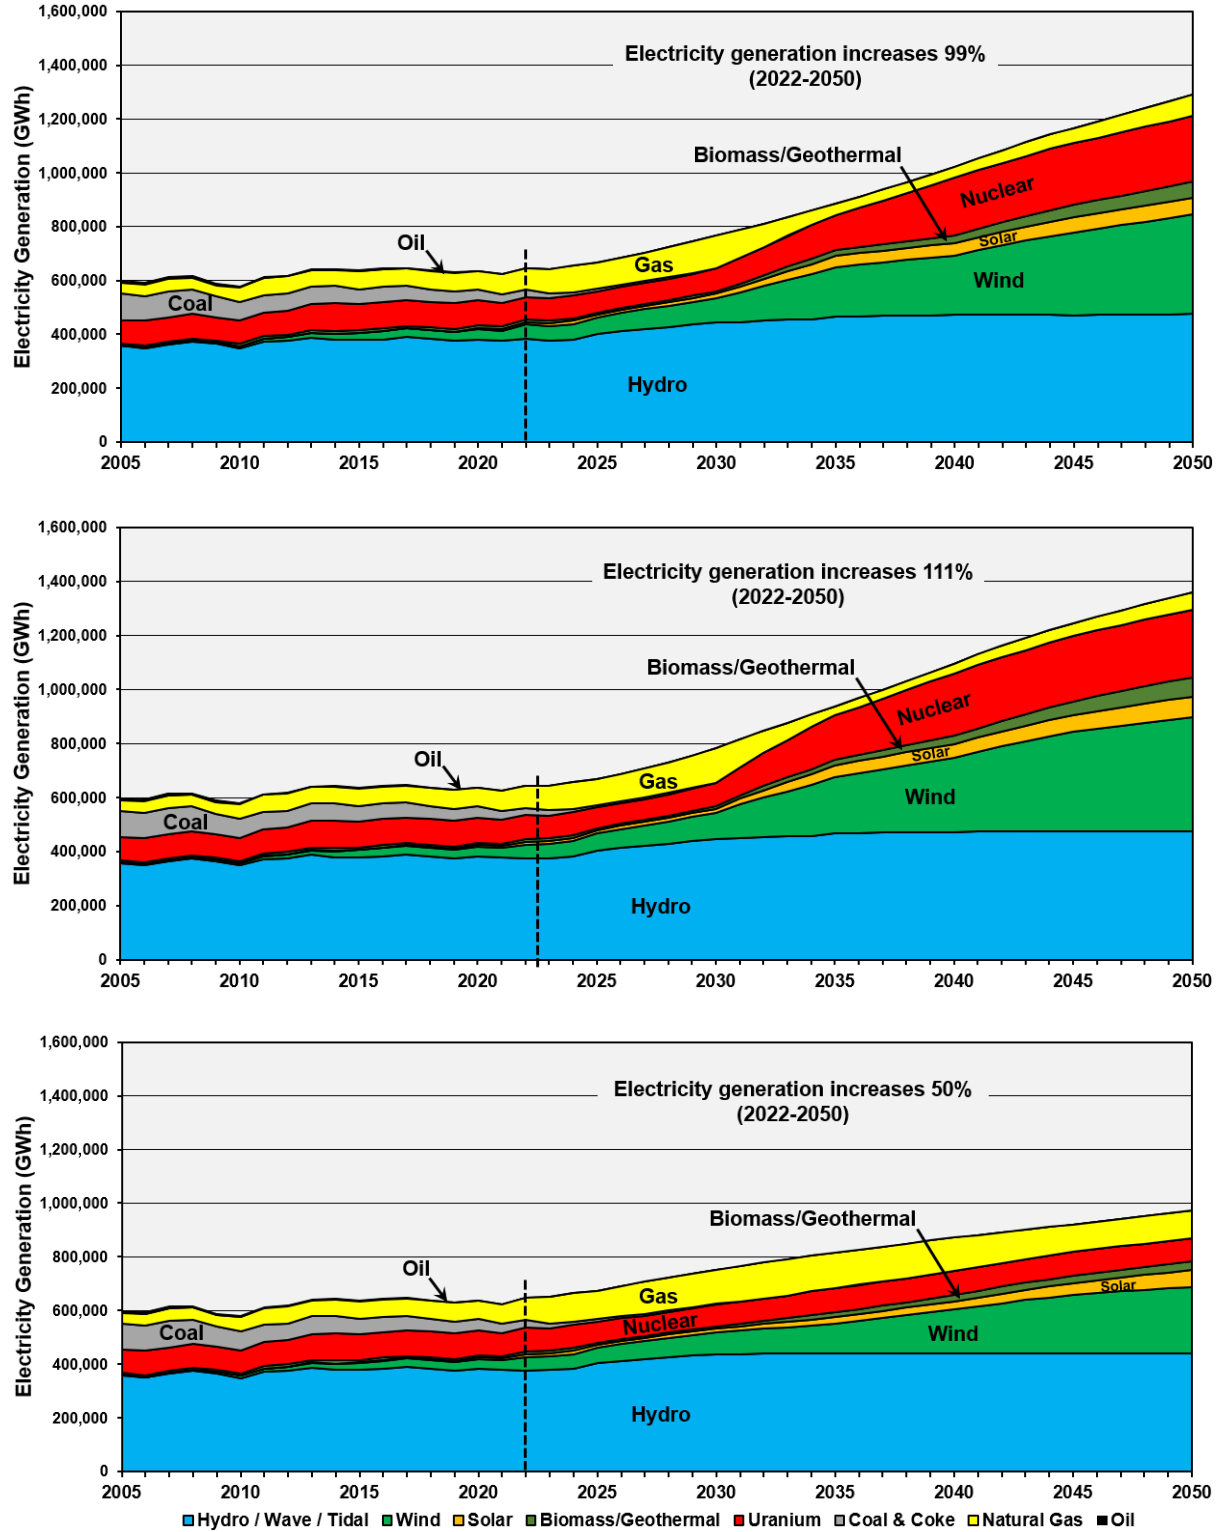 1,600,000
1,400,000
1,200,000
1,000,000
800,000
600,000
400,000
200,000
0
Electricity Generation (GWh)
Electricity generation increases 99%
(2022-2050)
Biomass/Geothermal
Nuclear
Oil
Solar
Gas
Wind
Coal
Hydro
2005 2010 2015 2020 2025 2030 2035 2040 2045 2050
1,600,000
1,400,000
1,200,000
1,000,000
800,000
600,000
400,000
200,000
0
Electricity Generation (GWh)
Electricity generation increases 111%
(2022-2050)
Biomass/Geothermal
Nuclear
Oil
Solar
Gas
Wind
Coal
Hydro
2005 2010 2015 2020 2025 2030 2035 2040 2045 2050
1,600,000
1,400,000
1,200,000
1,000,000
800,000
600,000
400,000
200,000
0
Electricity Generation (GWh)
Electricity generation increases 50%
(2022-2050)
Biomass/Geothermal
Oil
Solar
Gas
Nuclear
Coal
Wind
Hydro
2005 2010 2015 2020 2025 2030 2035 2040 2045 2050
Hydro / Wave / Tidal Wind Solar Biomass/Geothermal Uranium Coal & Coke Natural Gas Oil